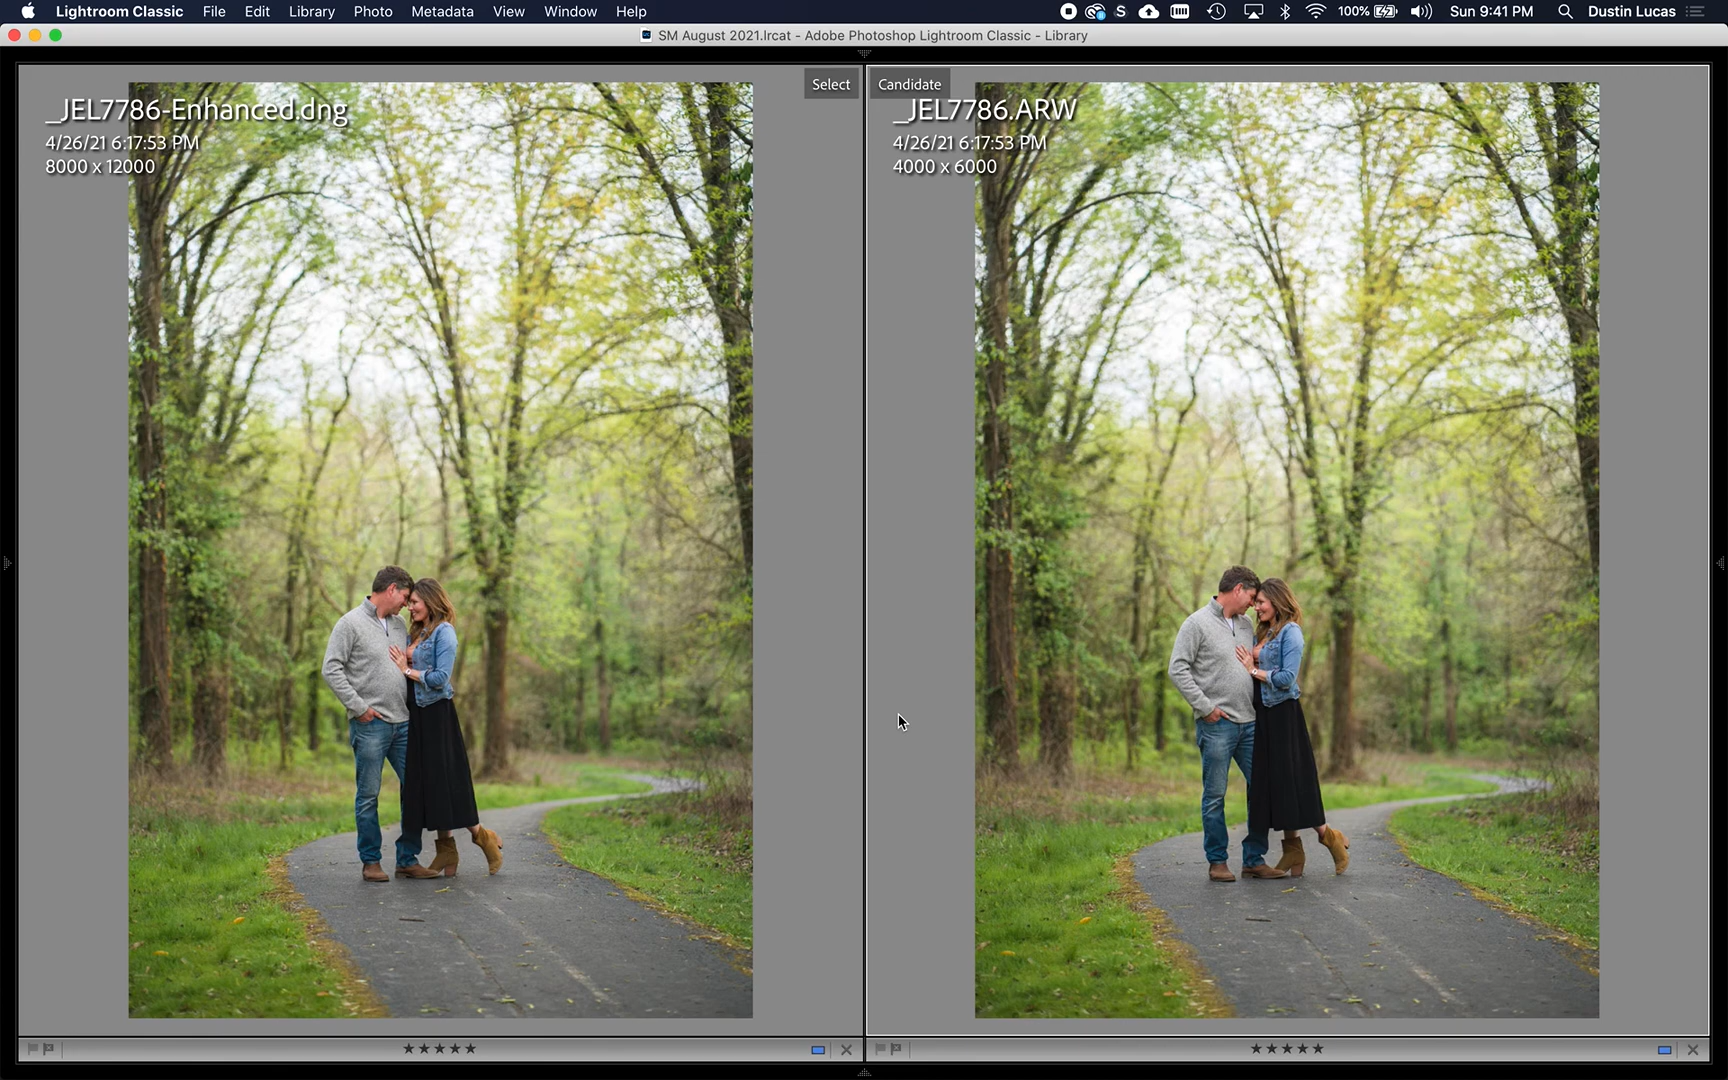 Lightroom Classic File Edit Library Photo Metadata View Window Help S 100% Sun 9:41 PM Dustin Lucas
SM August 2021.lrcat - Adobe Photoshop Lightroom Classic - Library
Select
Candidate
_JEL7786-Enhanced.dng
4/26/21 6:17:53 PM
8000 x 12000
_JEL7786.ARW
4/26/21 6:17:53 PM
4000 x 6000